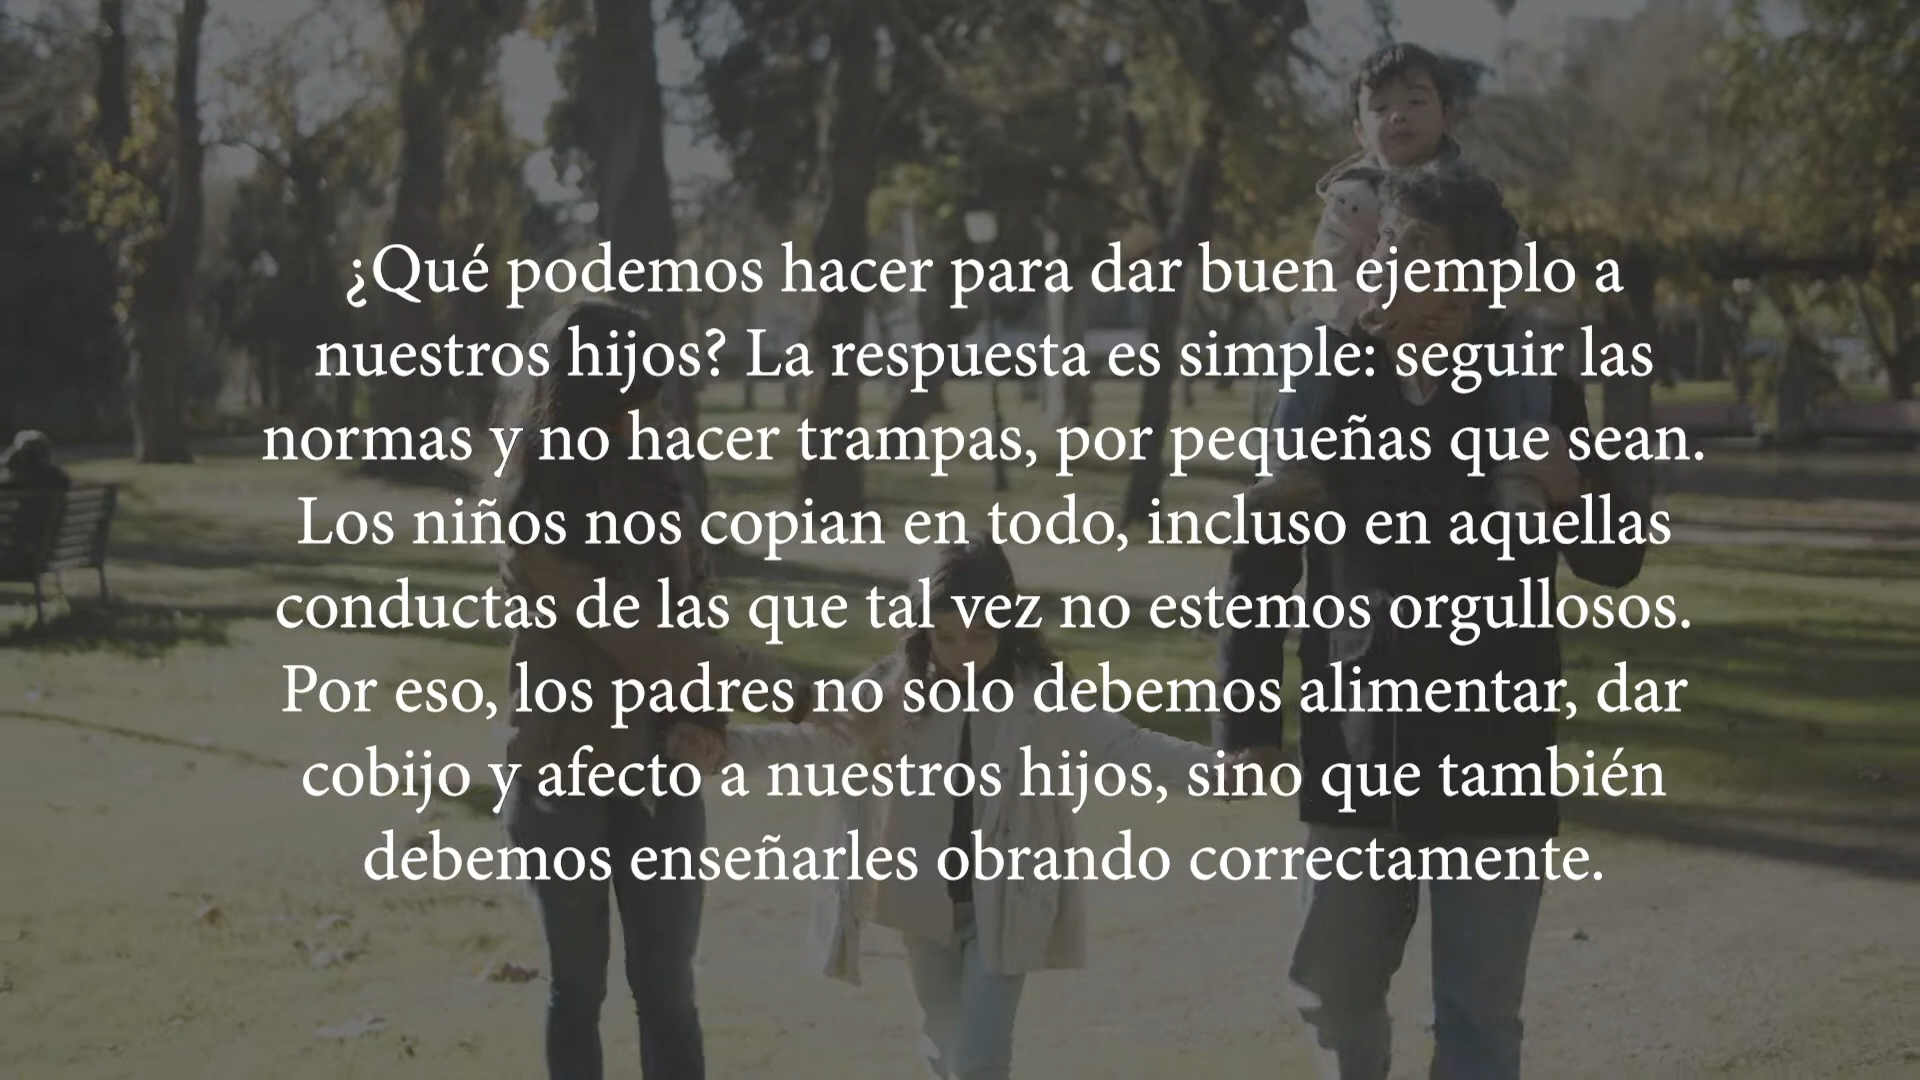 ¿Qué podemos hacer para dar buen ejemplo a
nuestros hijos? La respuesta es simple: seguir las
normas y no hacer trampas, por pequeñas que sean.
Los niños nos copian en todo, incluso en aquellas
conductas de las que tal vez no estemos orgullosos.
Por eso, los padres no solo debemos alimentar, dar
cobijo y afecto a nuestros hijos, sino que también
debemos enseñarles obrando correctamente.